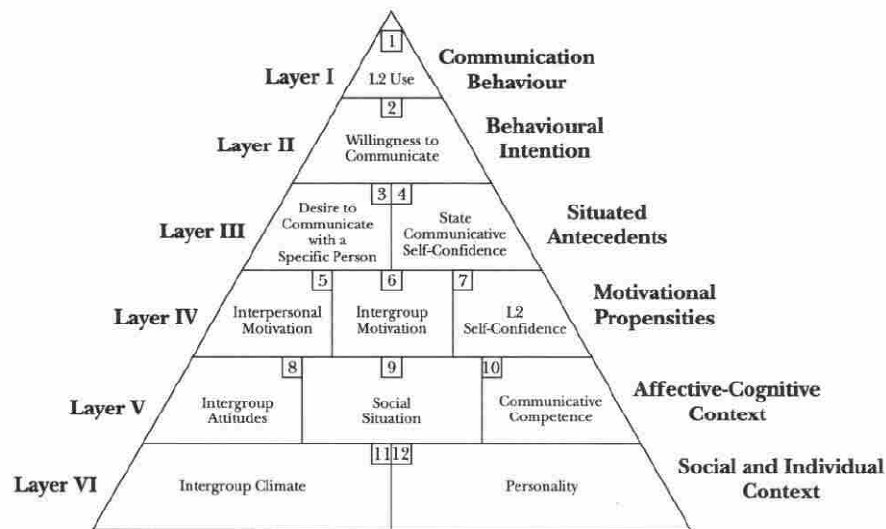 1
Layer I
L2 Use
Communication
Behaviour
2
Layer II
Willingness to
Communicate
Behavioural
Intention
3 4
Layer III
Desire to
Communicate
with a
Specific Person
State
Communicative
Self-Confidence
Situated
Antecedents
5 6 7
Layer IV
Interpersonal
Motivation
Intergroup
Motivation
L2
Self-Confidence
Motivational
Propensities
8 9 10
Layer V
Intergroup
Attitudes
Social
Situation
Communicative
Competence
Affective-Cognitive
Context
11 12
Layer VI
Intergroup Climate
Personality
Social and Individual
Context